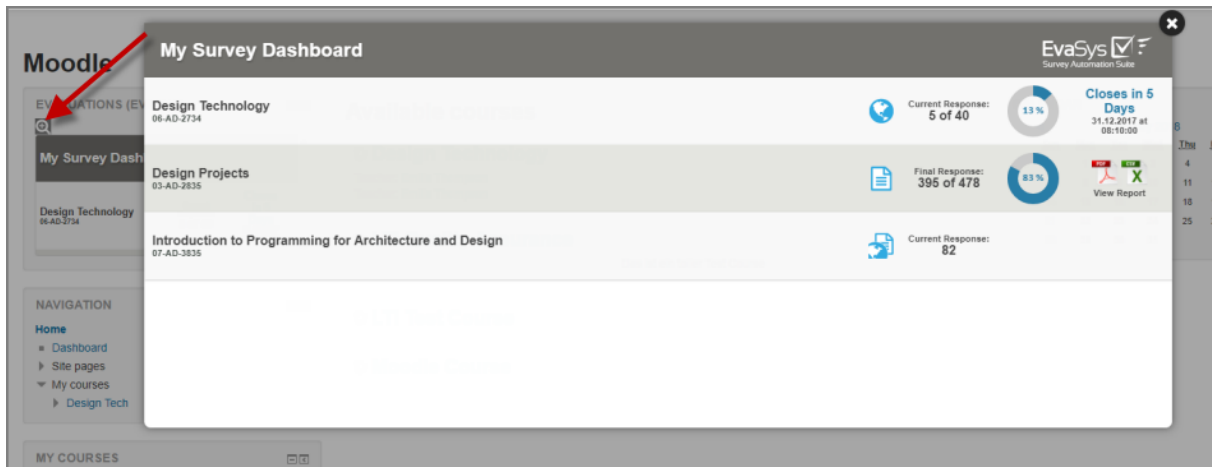 Moodle
EVALUATIONS (EV
My Survey Dash
Design Technology
06-AD-2734
NAVIGATION
Home
Dashboard
Site pages
My courses
Design Tech
MY COURSES
My Survey Dashboard
EvaSys
Survey Automation Suite
Design Technology
06-AD-2734
Current Response:
5 of 40
13 %
Closes in 5
Days
31.12.2017 at
08:10:00
Design Projects
03-AD-2835
Final Response:
395 of 478
83 %
PDF
View Report
Introduction to Programming for Architecture and Design
07-AD-3835
Current Response:
82
8
Thu
4
11
18
25